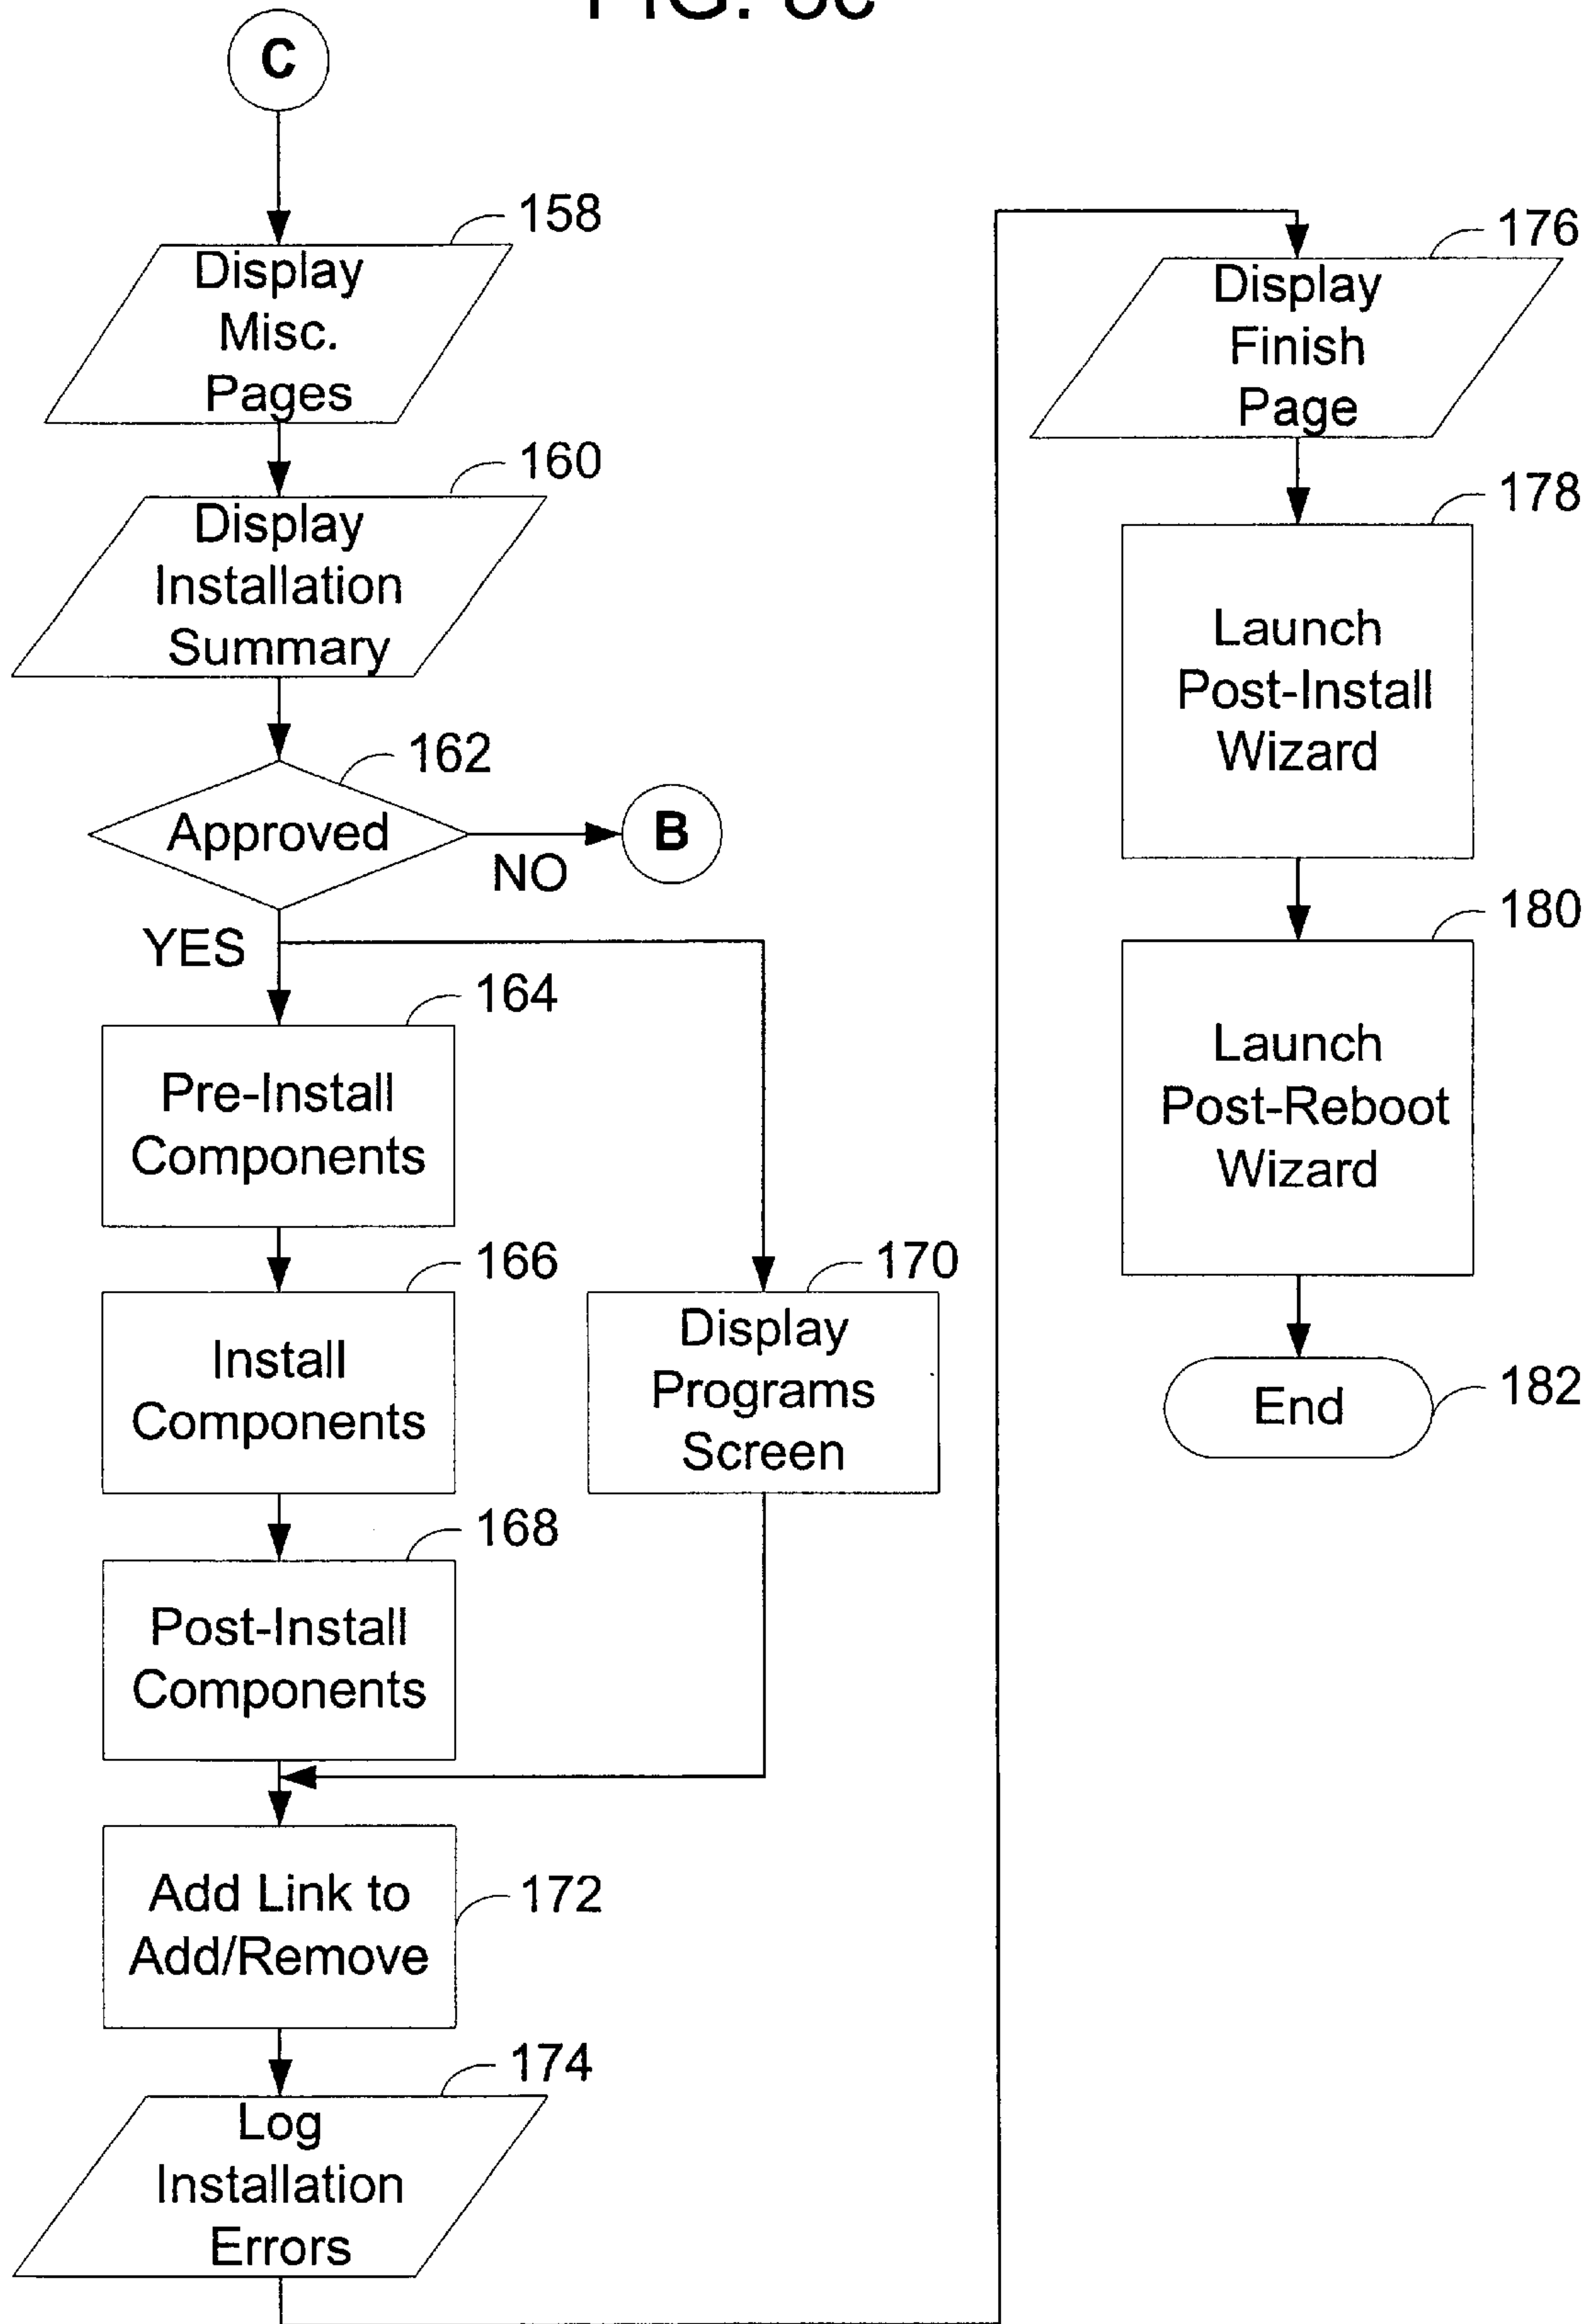 C
158
Display
Misc.
Pages
160
Display
Installation
Summary
162
Approved
NO
B
YES
164
Pre-Install
Components
166
Install
Components
170
Display
Programs
Screen
168
Post-Install
Components
172
Add Link to
Add/Remove
174
Log
Installation
Errors
176
Display
Finish
Page
178
Launch
Post-Install
Wizard
180
Launch
Post-Reboot
Wizard
182
End